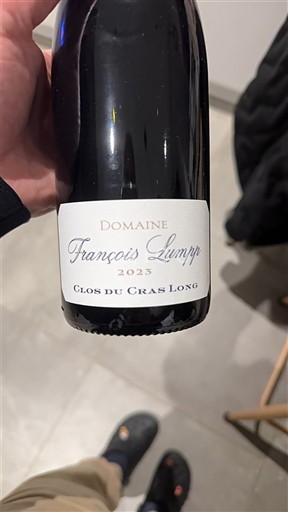 DOMAINE
François Lumpp
2023
CLOS DU CRAS LONG